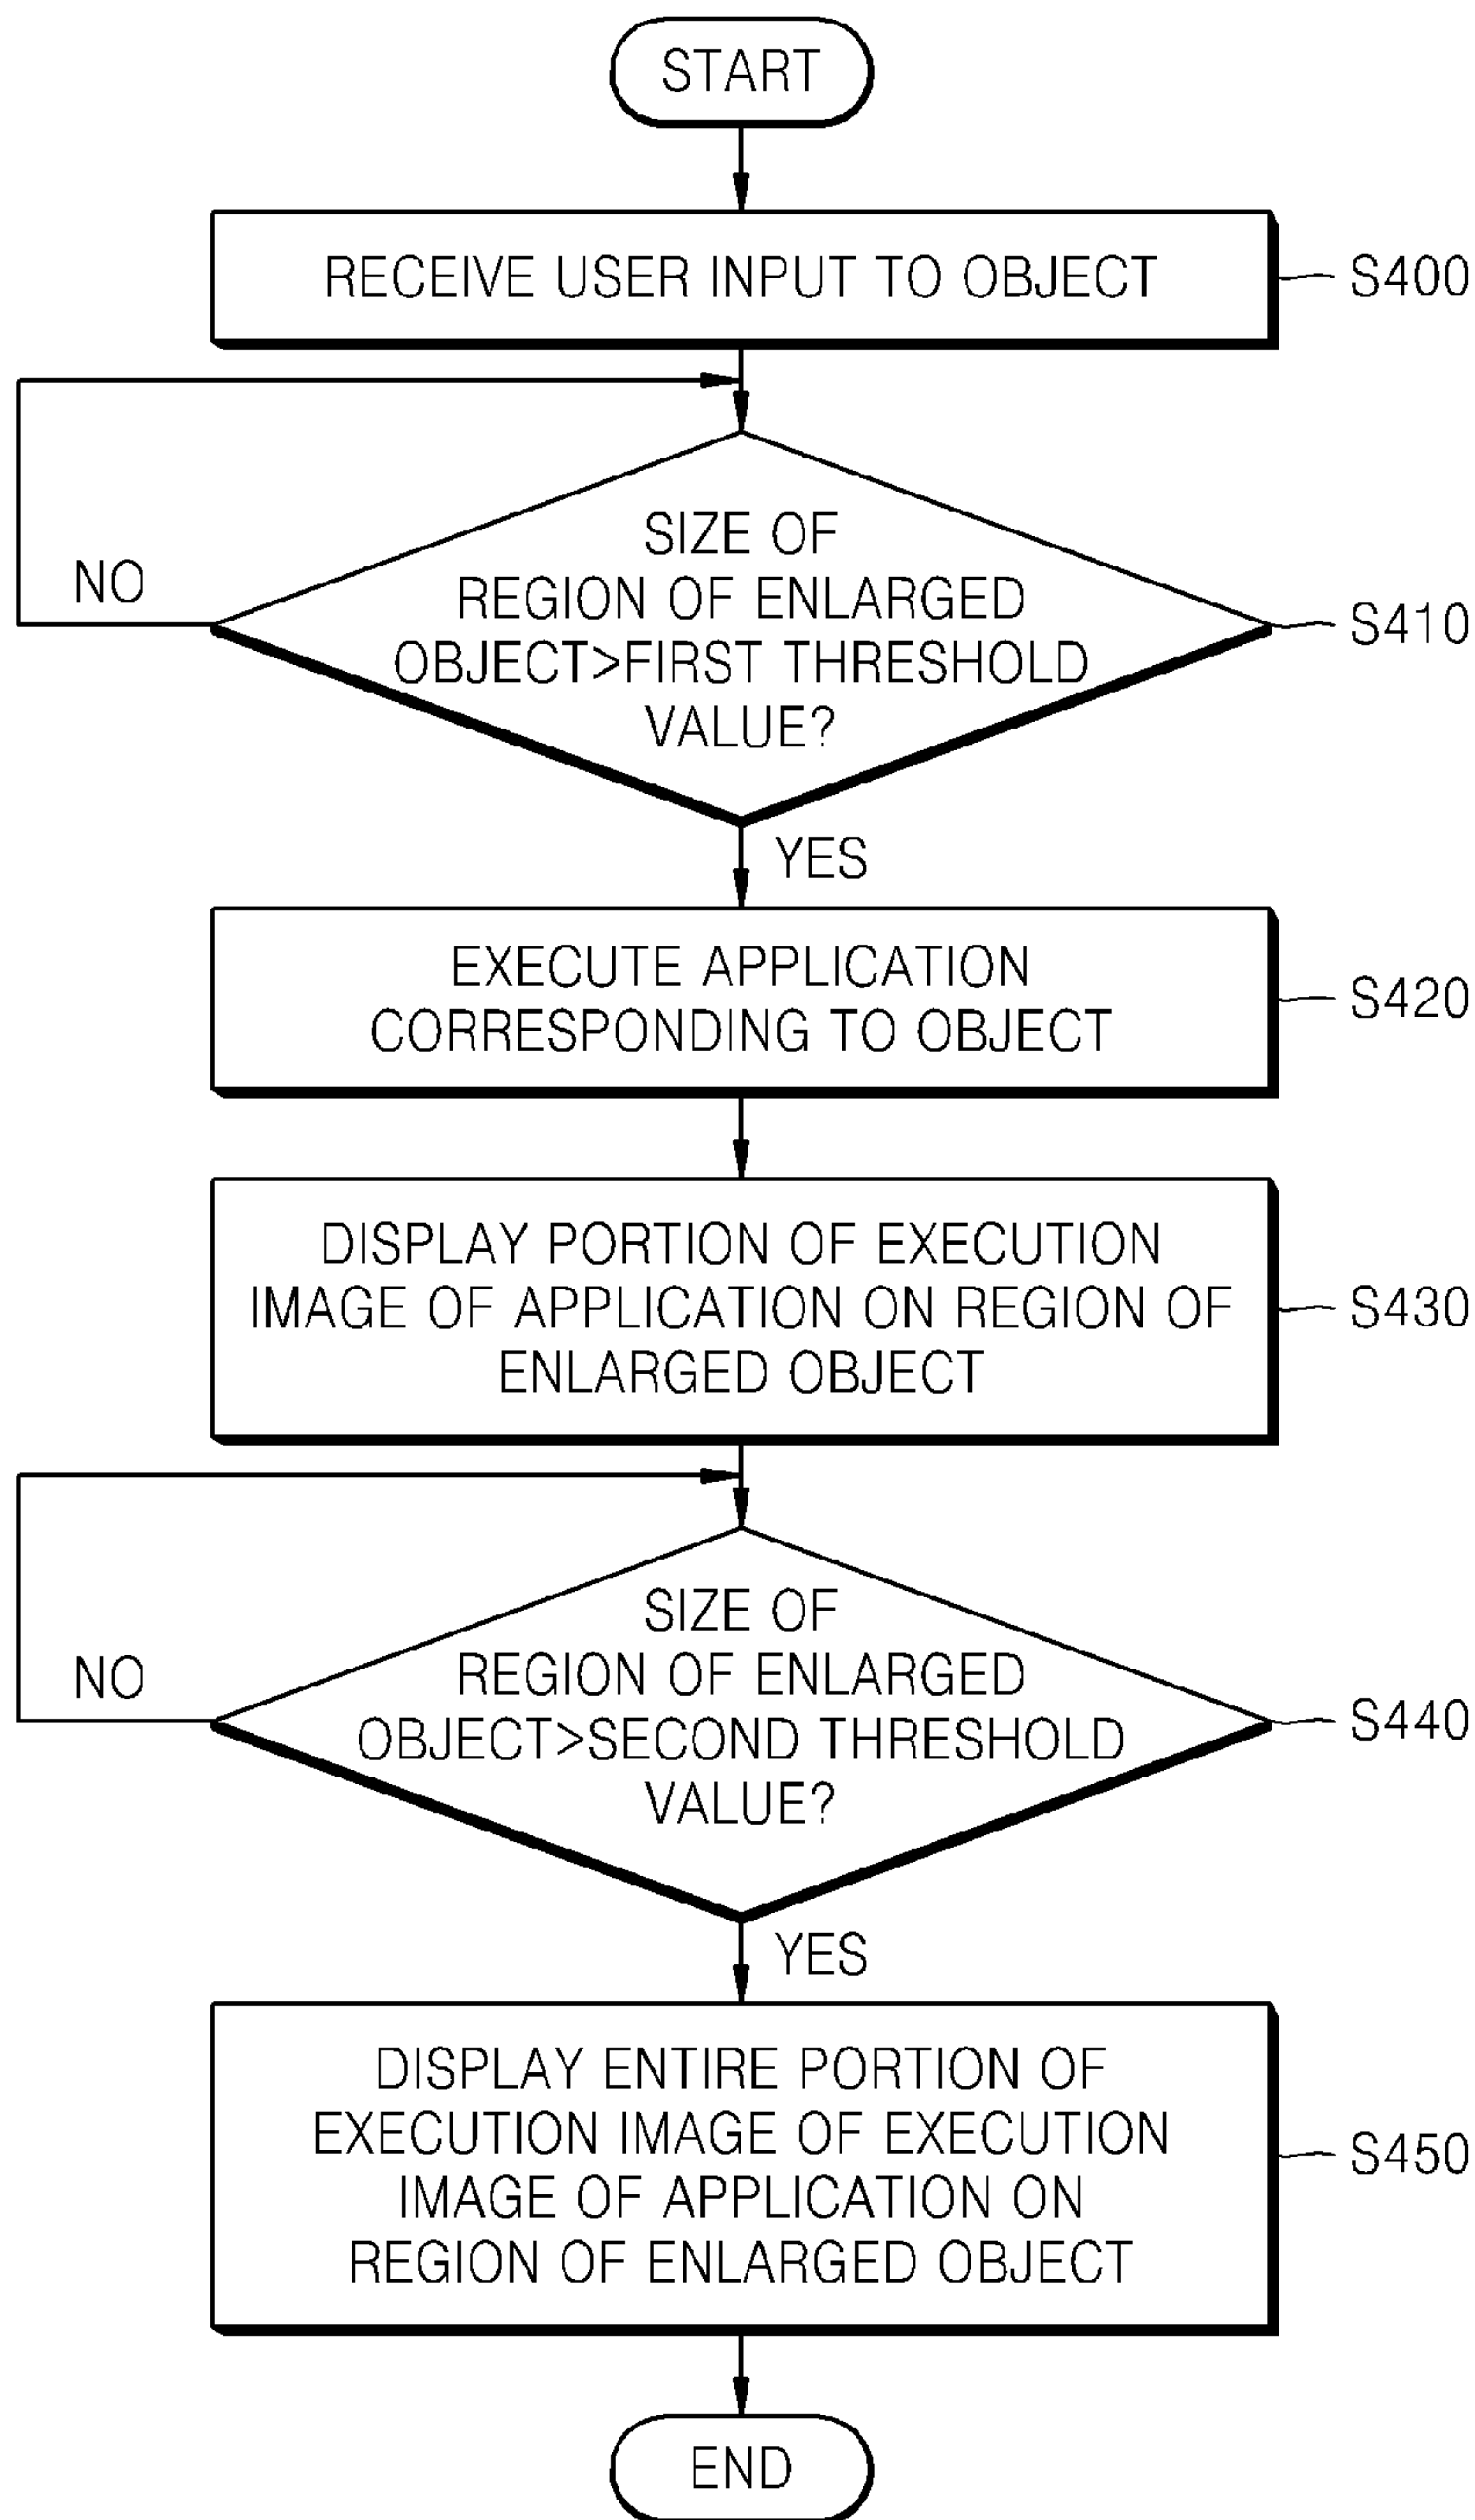 START
RECEIVE USER INPUT TO OBJECT
S400
SIZE OF
REGION OF ENLARGED
OBJECT>FIRST THRESHOLD
VALUE?
NO
S410
YES
EXECUTE APPLICATION
CORRESPONDING TO OBJECT
S420
DISPLAY PORTION OF EXECUTION
IMAGE OF APPLICATION ON REGION OF
ENLARGED OBJECT
S430
SIZE OF
REGION OF ENLARGED
OBJECT>SECOND THRESHOLD
VALUE?
NO
S440
YES
DISPLAY ENTIRE PORTION OF
EXECUTION IMAGE OF EXECUTION
IMAGE OF APPLICATION ON
REGION OF ENLARGED OBJECT
S450
END